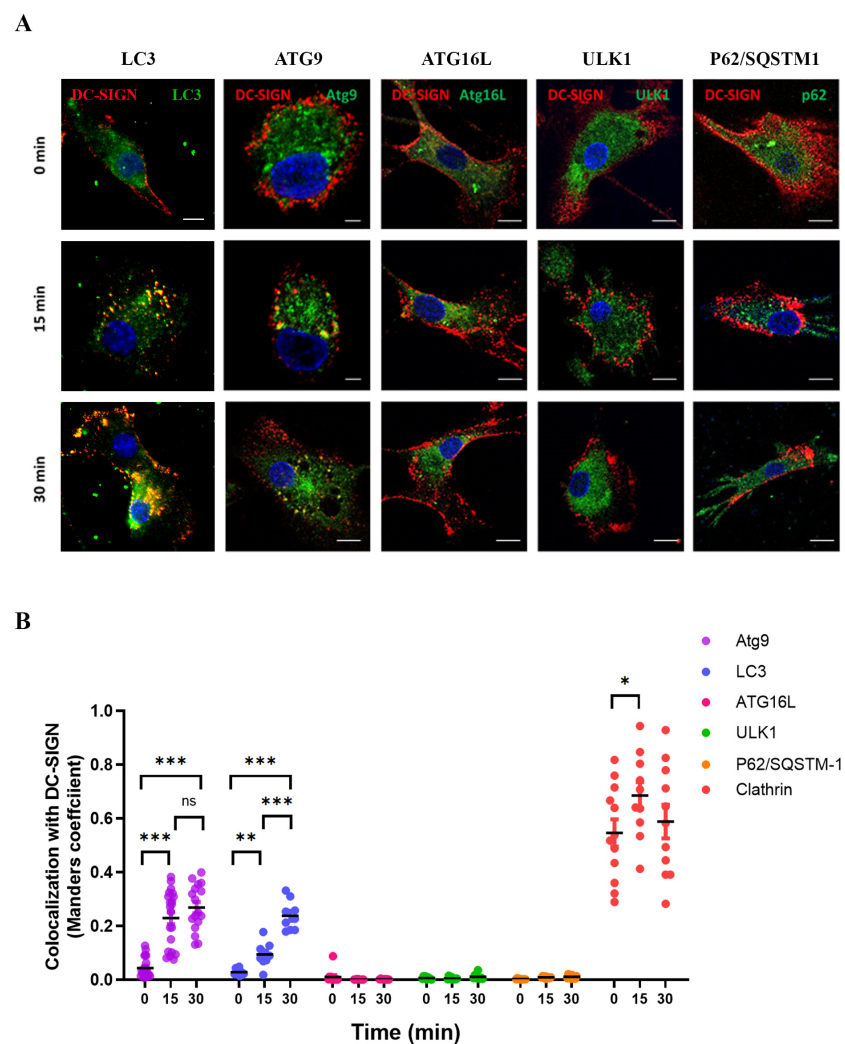 A
LC3 ATG9 ATG16L ULK1 P62/SQSTM1
0 min
DC-SIGN LC3
DC-SIGN Atg9
DC-SIGN Atg16L
DC-SIGN ULK1
DC-SIGN p62
15 min
30 min
B
Atg9
LC3
ATG16L
ULK1
P62/SQSTM-1
Clathrin
Colocalization with DC-SIGN
(Manders coeffciient)
1.0
0.8
0.6
0.4
0.2
0.0
*** *** *
ns ***
*** **
0 15 30 0 15 30 0 15 30 0 15 30 0 15 30 0 15 30
Time (min)